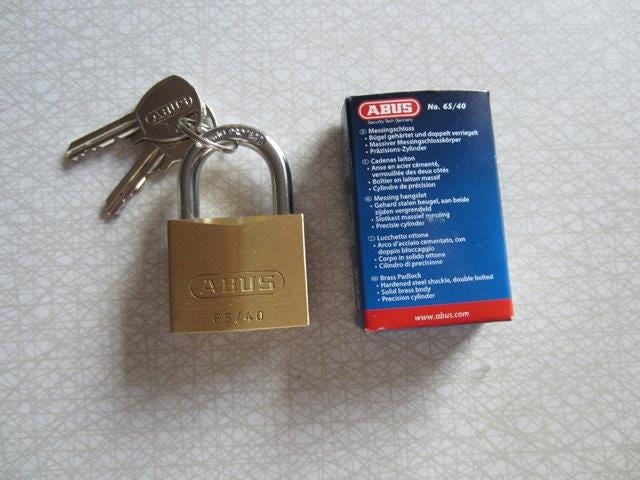 ABUS
HARDENED
ABUS
65/40
ABUS No. 65/40
Security Tech Germany
Messingschloss
• Bügel gehärtet und doppelt verriegelt
• Massiver Messingschlosskörper
• Präzisions-Zylinder
Cadenas laiton
• Anse en acier cémenté,
verrouillée des deux côtés
• Boîtier en laiton massif
• Cylindre de précision
Messing hangslot
• Gehard stalen beugel, aan beide
zijden vergrendeld
• Slotkast massief messing
• Precisie cylinder
Lucchetto ottone
• Arco d'acciaio cementato, con
doppio bloccaggio
• Corpo in solido ottone
• Cilindro di precisione
Brass Padlock
• Hardened steel shackle, double bolted
• Solid brass body
• Precision cylinder
www.abus.com